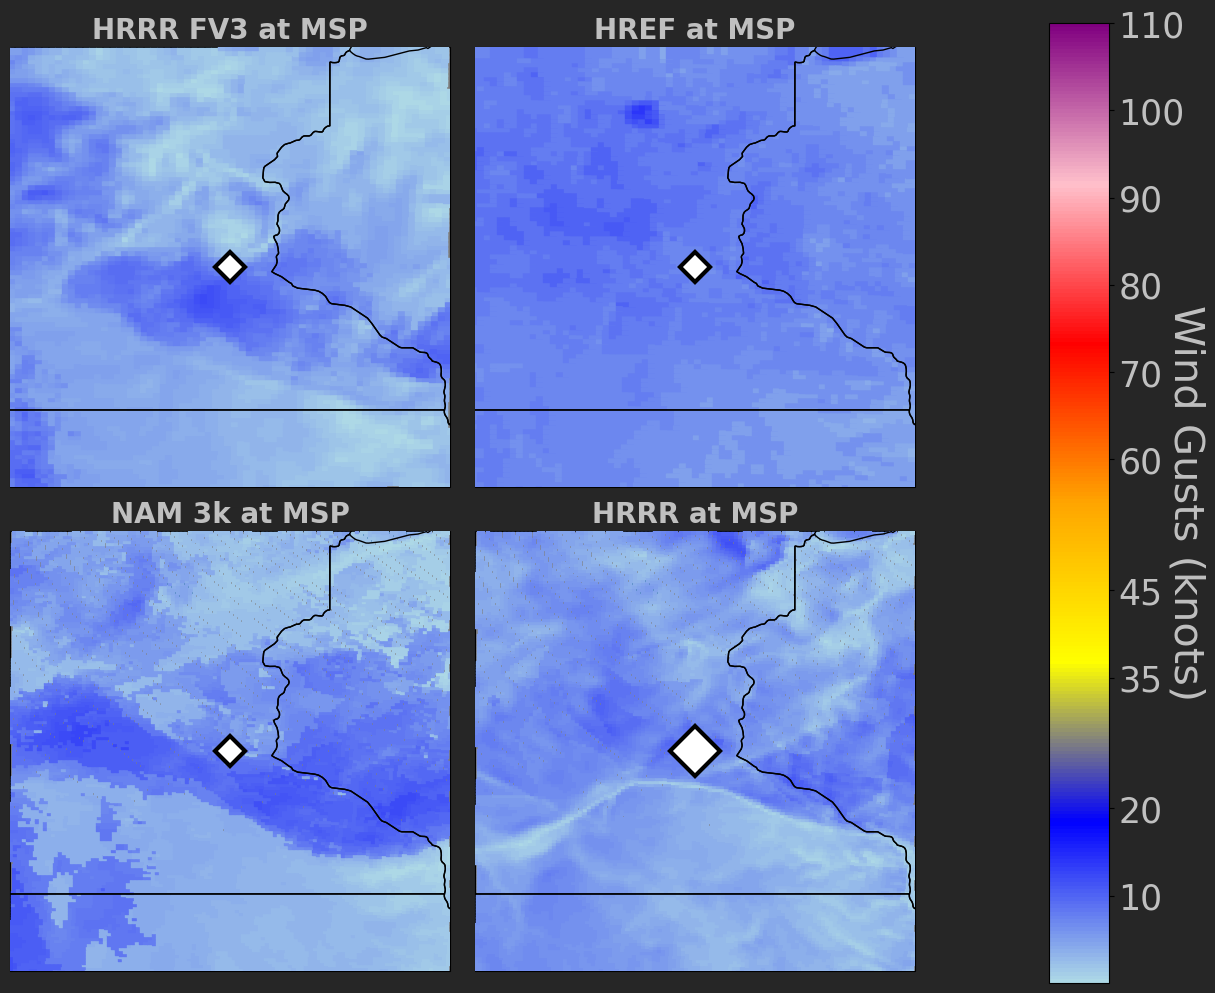 HRRR FV3 at MSP
HREF at MSP
NAM 3k at MSP
HRRR at MSP
110
100
90
80
70
60
45
35
20
10
Wind Gusts (knots)